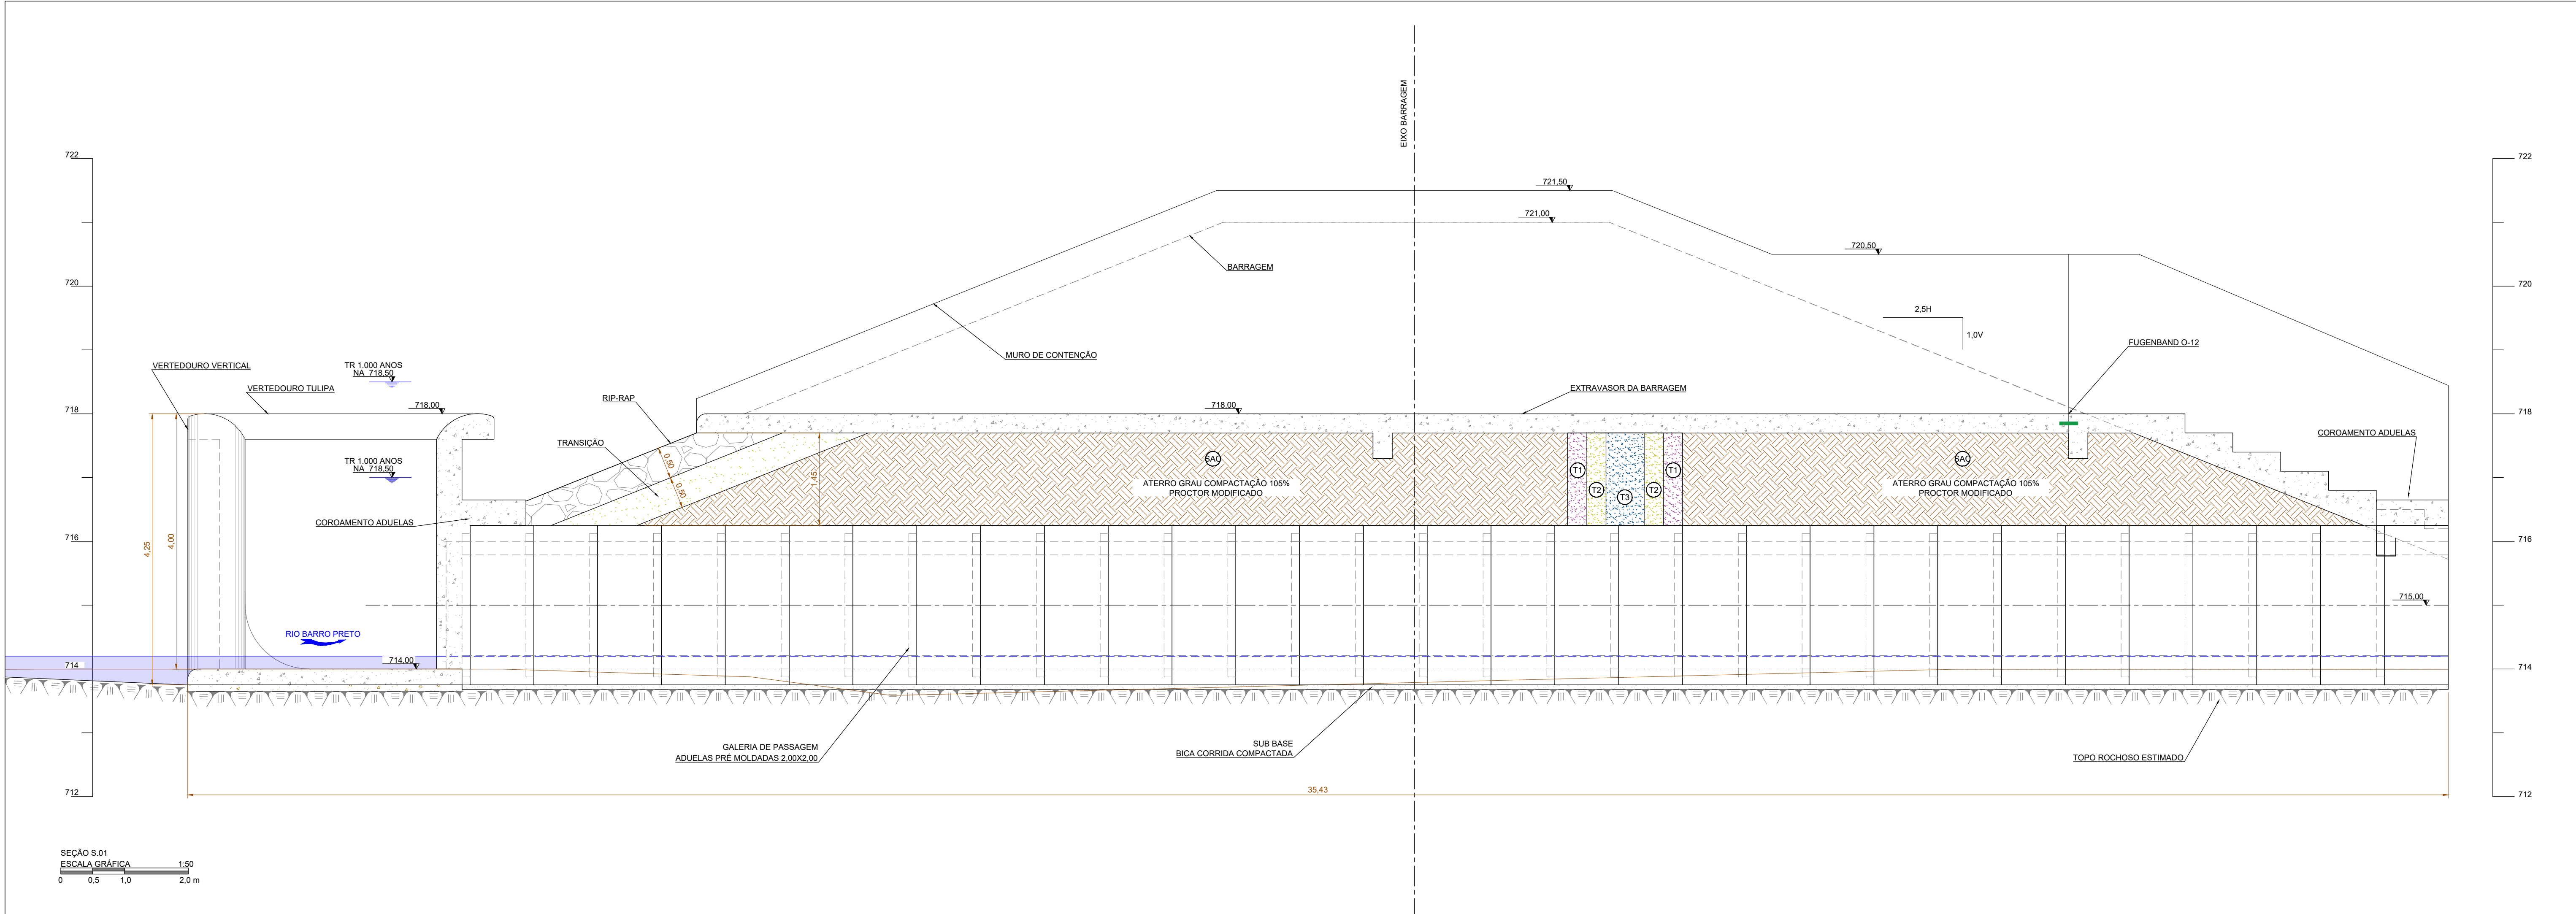 EIXO BARRAGEM
722
722
721,50
721,00
720,50
BARRAGEM
720
720
2,5H
1,0V
MURO DE CONTENÇÃO
FUGENBAND O-12
VERTEDOURO VERTICAL
TR 1.000 ANOS
NA 718,50
VERTEDOURO TULIPA
EXTRAVASOR DA BARRAGEM
RIP-RAP
718,00
718,00
718
718
COROAMENTO ADUELAS
TRANSIÇÃO
TR 1.000 ANOS
NA 718,50
0,50
0,50
1,45
SAC
ATERRO GRAU COMPACTAÇÃO 105%
PROCTOR MODIFICADO
T1
T2
T3
T2
T1
SAC
ATERRO GRAU COMPACTAÇÃO 105%
PROCTOR MODIFICADO
COROAMENTO ADUELAS
716
716
4,25
4,00
715,00
RIO BARRO PRETO
714
714,00
714
GALERIA DE PASSAGEM
ADUELAS PRÉ MOLDADAS 2,00X2,00
SUB BASE
BICA CORRIDA COMPACTADA
TOPO ROCHOSO ESTIMADO
712
35,43
712
SEÇÃO S.01
ESCALA GRÁFICA 1:50
0 0,5 1,0 2,0 m